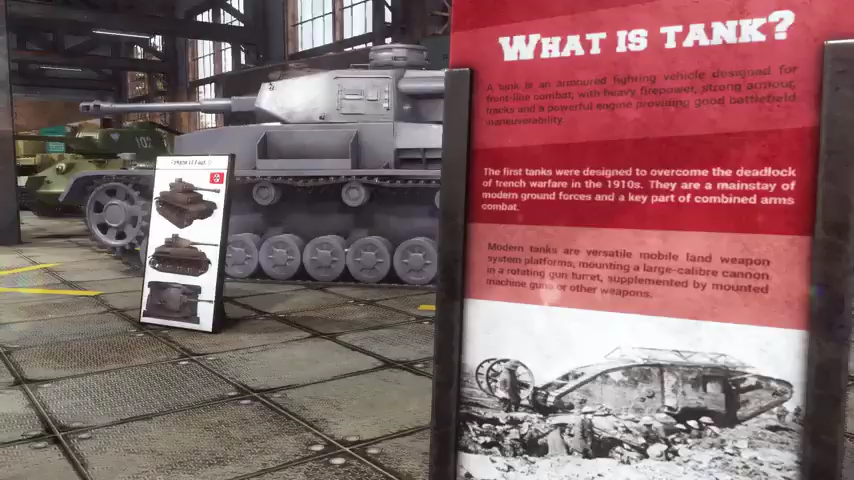 WHAT IS TANK?
A tank is an armoured fighting vehicle designed for
front-line combat, with heavy firepower, strong armour,
tracks and a powerful engine providing good battlefield
maneuverability.
The first tanks were designed to overcome the deadlock
of trench warfare in the 1910s. They are a mainstay of
modern ground forces and a key part of combined arms
combat.
Modern tanks are versatile mobile land weapon
system platforms, mounting a large-calibre cannon
in a rotating gun turret, supplemented by mounted
machine guns or other weapons.
102